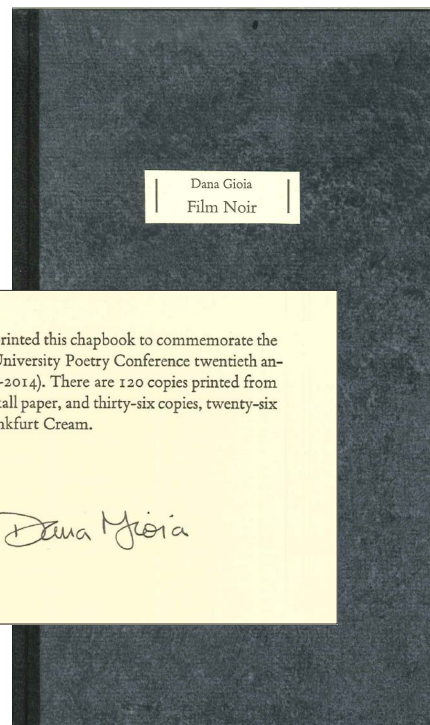 Dana Gioia
Film Noir
rinted this chapbook to commemorate the
University Poetry Conference twentieth an-
-2014). There are 120 copies printed from
all paper, and thirty-six copies, twenty-six
nkfurt Cream.
Dana Gioia